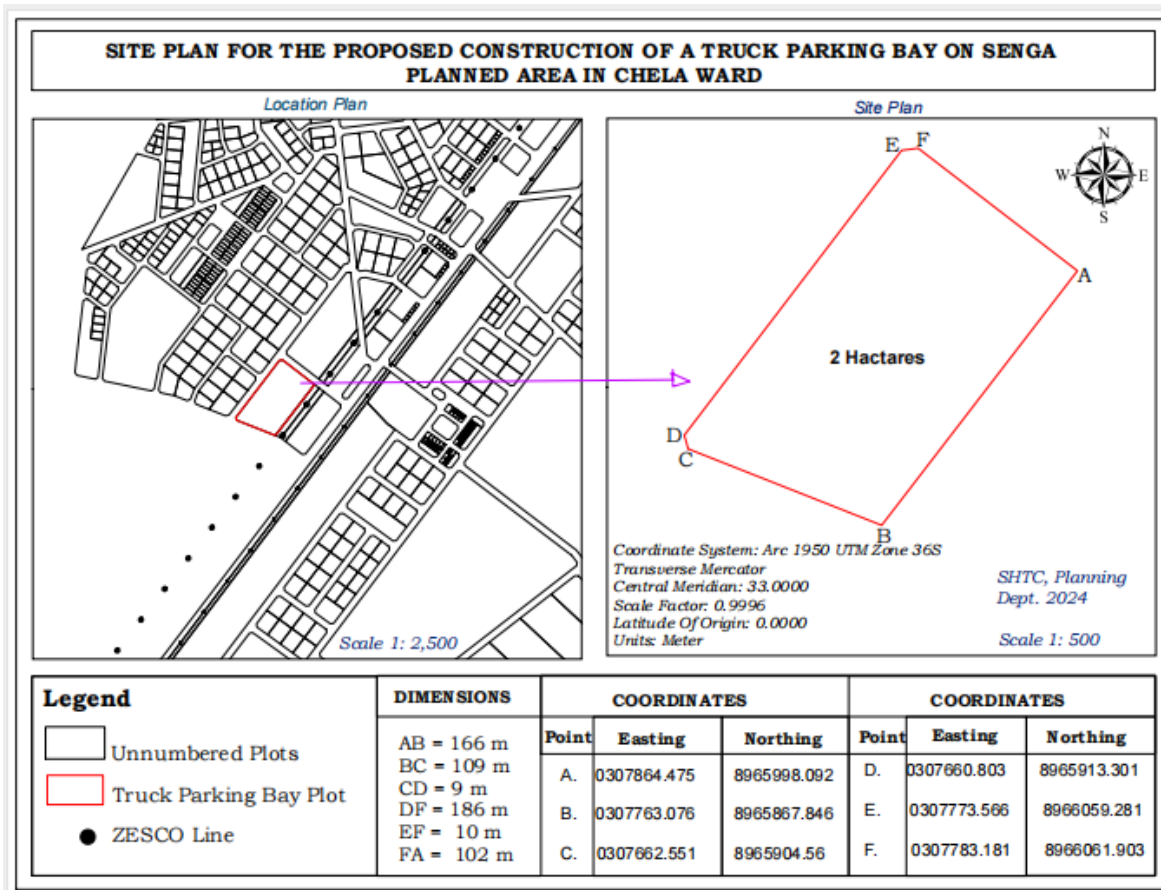 SITE PLAN FOR THE PROPOSED CONSTRUCTION OF A TRUCK PARKING BAY ON SENGA
PLANNED AREA IN CHELA WARD
Location Plan
Site Plan
Scale 1: 2,500
E
F
N
W
E
S
A
2 Hactares
D
C
B
Coordinate System: Arc 1950 UTM Zone 36S
Transverse Mercator
Central Meridian: 33.0000
Scale Factor: 0.9996
Latitude Of Origin: 0.0000
Units: Meter
SHTC, Planning
Dept. 2024
Scale 1: 500
Legend
Unnumbered Plots
Truck Parking Bay Plot
ZESCO Line
DIMENSIONS
AB = 166 m
BC = 109 m
CD = 9 m
DF = 186 m
EF = 10 m
FA = 102 m
COORDINATES
Point Easting Northing
A. 0307864.475 8965998.092
B. 0307763.076 8965867.846
C. 0307662.551 8965904.56
COORDINATES
Point Easting Northing
D. 0307660.803 8965913.301
E. 0307773.566 8966059.281
F. 0307783.181 8966061.903